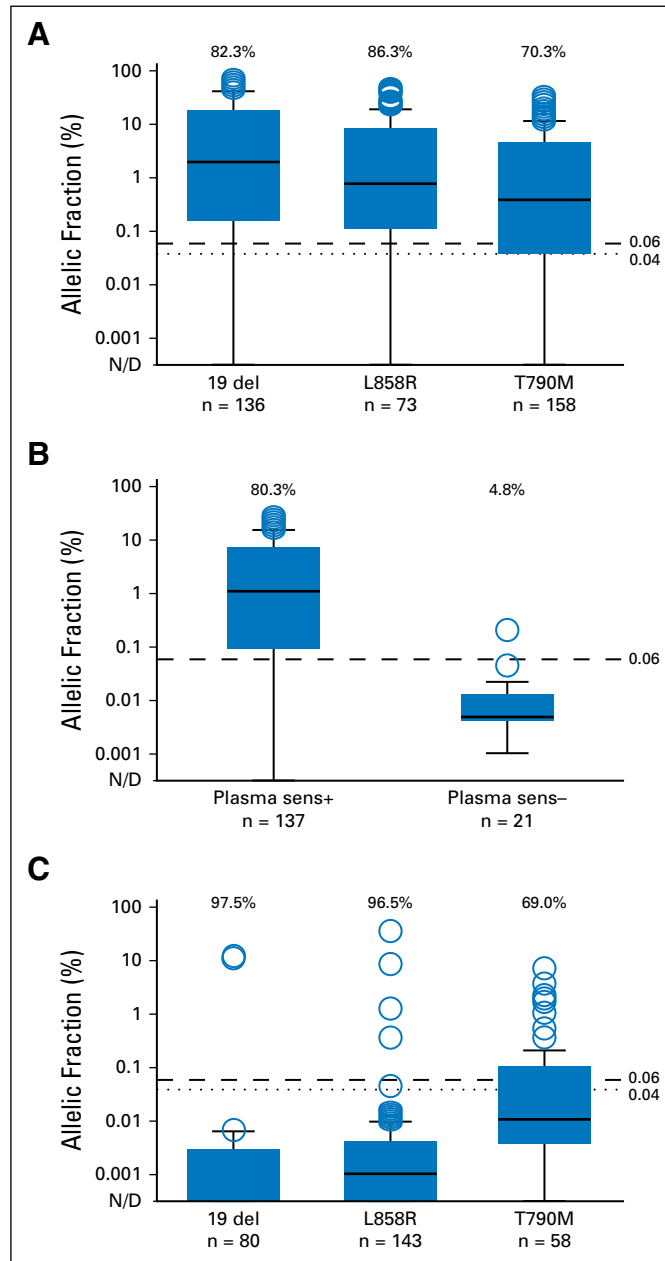 A
82.3% 86.3% 70.3%
Allelic Fraction (%)
100
10
1
0.1
0.01
0.001
N/D
0.06
0.04
19 del L858R T790M
n = 136 n = 73 n = 158
B
80.3% 4.8%
Allelic Fraction (%)
100
10
1
0.1
0.01
0.001
N/D
0.06
Plasma sens+ Plasma sens–
n = 137 n = 21
C
97.5% 96.5% 69.0%
Allelic Fraction (%)
100
10
1
0.1
0.01
0.001
N/D
0.06
0.04
19 del L858R T790M
n = 80 n = 143 n = 58